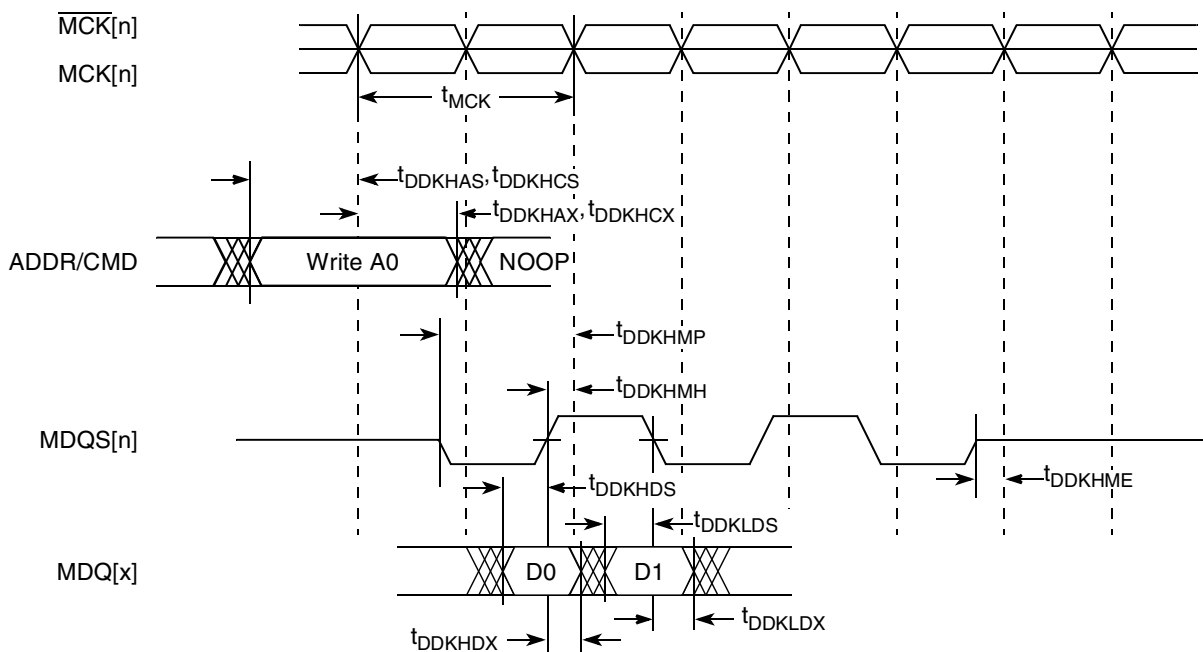 MCK[n]
MCK[n]
tMCK
tDDKHAS, tDDKHCS
tDDKHAX, tDDKHCX
ADDR/CMD
Write A0
NOOP
tDDKHMP
tDDKHMH
MDQS[n]
tDDKHME
tDDKHDS
tDDKLDS
MDQ[x]
D0
D1
tDDKLDX
tDDKHDX